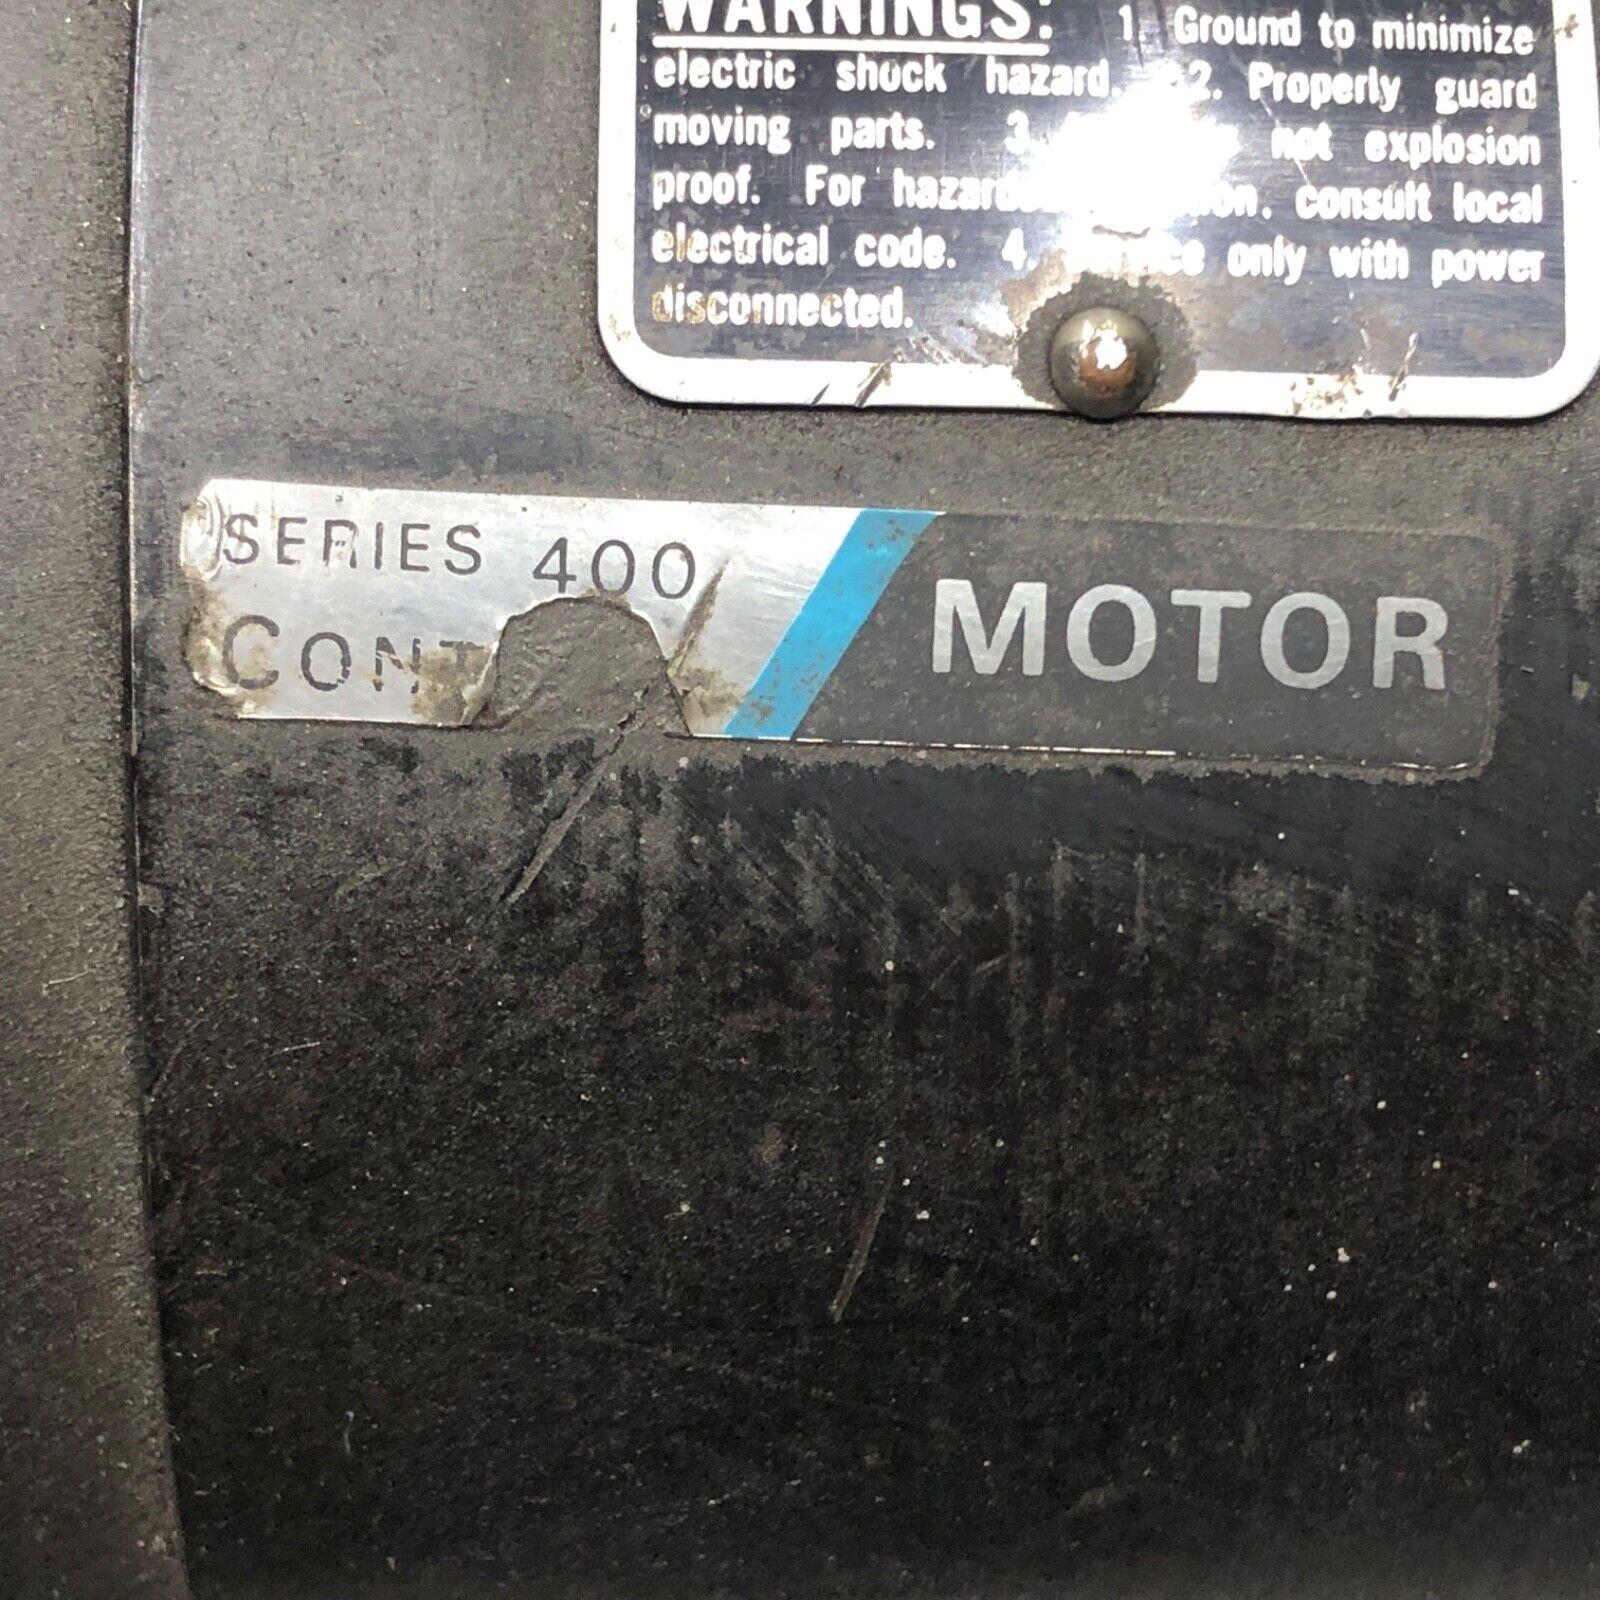 WARNINGS: 1. Ground to minimize
electric shock hazard. 2. Properly guard
moving parts. 3. not explosion
proof. For consult local
electrical code. 4. only with power
disconnected.
SERIES 400
MOTOR